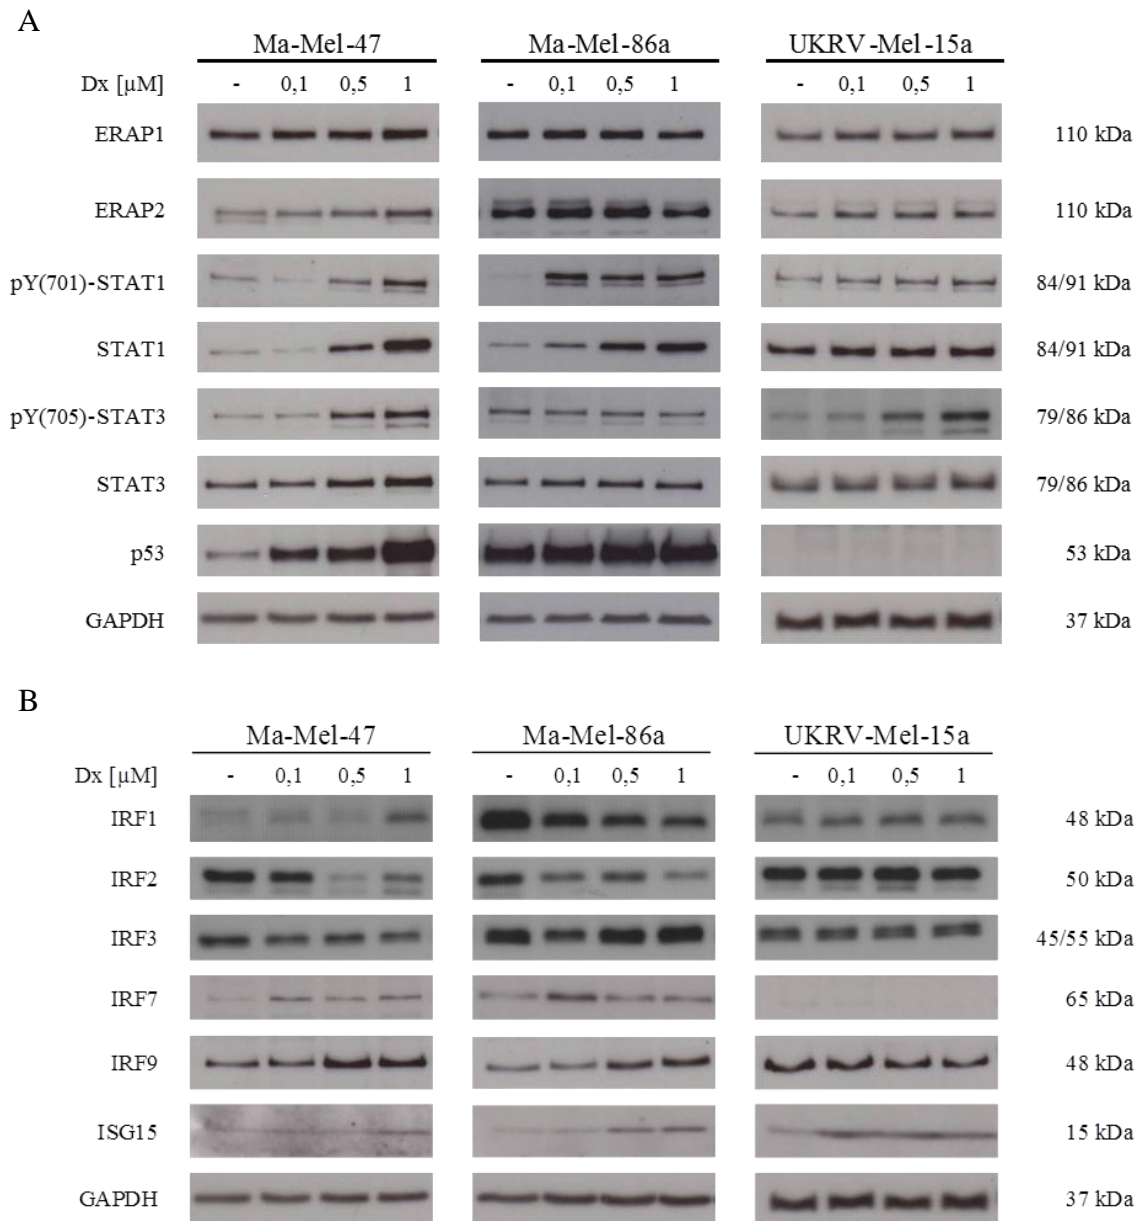 A
Ma-Mel-47 Ma-Mel-86a UKRV-Mel-15a
Dx [µM] - 0,1 0,5 1 - 0,1 0,5 1 - 0,1 0,5 1
ERAP1 110 kDa
ERAP2 110 kDa
pY(701)-STAT1 84/91 kDa
STAT1 84/91 kDa
pY(705)-STAT3 79/86 kDa
STAT3 79/86 kDa
p53 53 kDa
GAPDH 37 kDa
B
Ma-Mel-47 Ma-Mel-86a UKRV-Mel-15a
Dx [µM] - 0,1 0,5 1 - 0,1 0,5 1 - 0,1 0,5 1
IRF1 48 kDa
IRF2 50 kDa
IRF3 45/55 kDa
IRF7 65 kDa
IRF9 48 kDa
ISG15 15 kDa
GAPDH 37 kDa